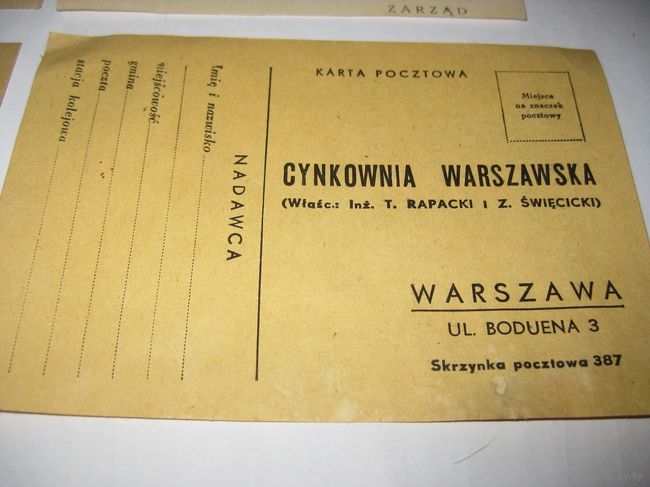 ZARZĄD
KARTA POCZTOWA
Miejsce
na znaczek
pocztowy
CYNKOWNIA WARSZAWSKA
(Właśc.: Inż. T. RAPACKI i Z. ŚWIĘCICKI)
WARSZAWA
UL. BODUENA 3
Skrzynka pocztowa 387
NADAWCA
Imię i nazwisko
miejscowość
gmina
poczta
stacja kolejowa